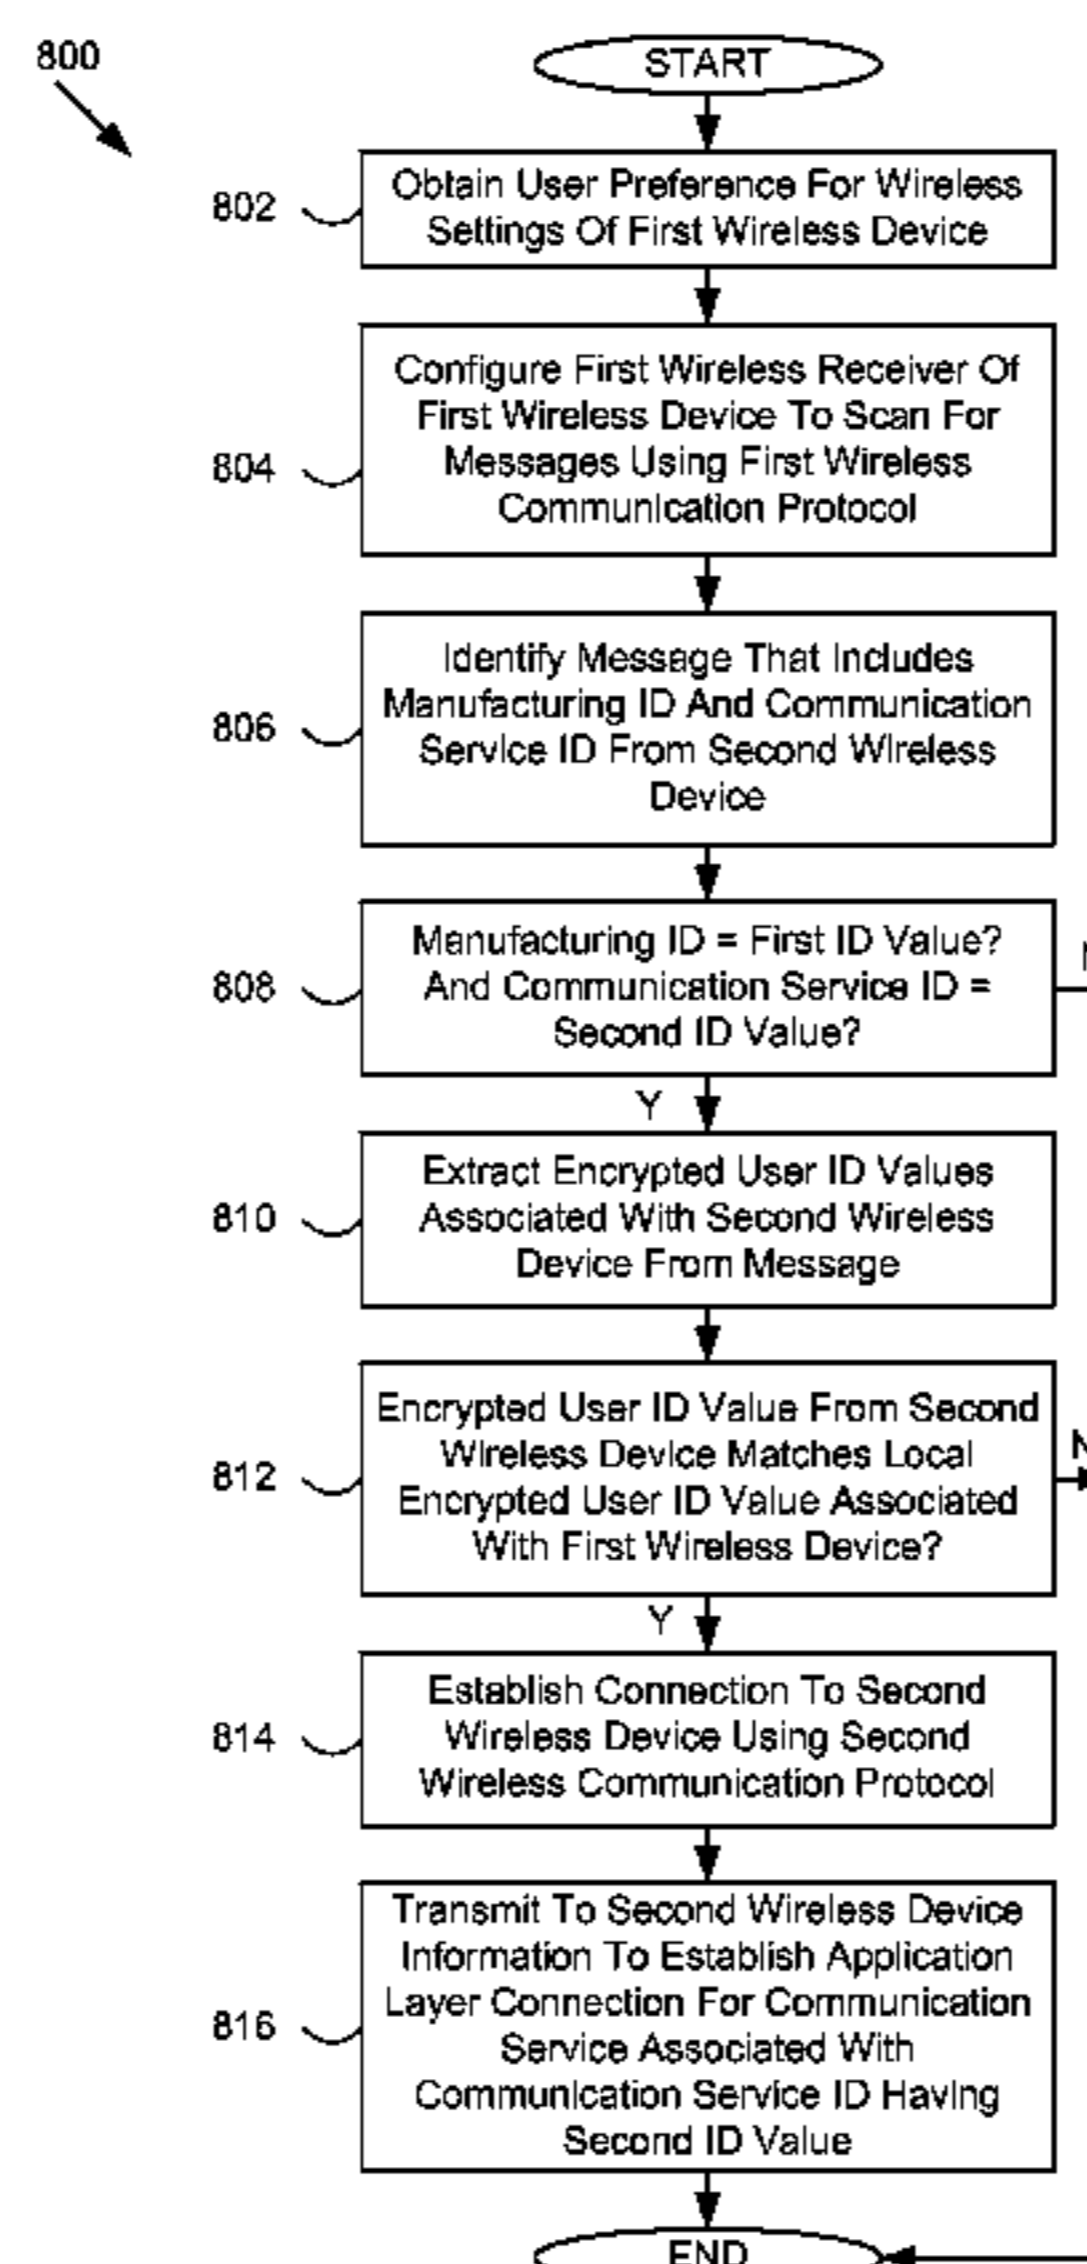 800
START
802
Obtain User Preference For Wireless
Settings Of First Wireless Device
804
Configure First Wireless Receiver Of
First Wireless Device To Scan For
Messages Using First Wireless
Communication Protocol
806
Identify Message That Includes
Manufacturing ID And Communication
Service ID From Second Wireless
Device
808
Manufacturing ID = First ID Value?
And Communication Service ID =
Second ID Value?
Y
810
Extract Encrypted User ID Values
Associated With Second Wireless
Device From Message
812
Encrypted User ID Value From Second
Wireless Device Matches Local
Encrypted User ID Value Associated
With First Wireless Device?
N
Y
814
Establish Connection To Second
Wireless Device Using Second
Wireless Communication Protocol
816
Transmit To Second Wireless Device
Information To Establish Application
Layer Connection For Communication
Service Associated With
Communication Service ID Having
Second ID Value
END